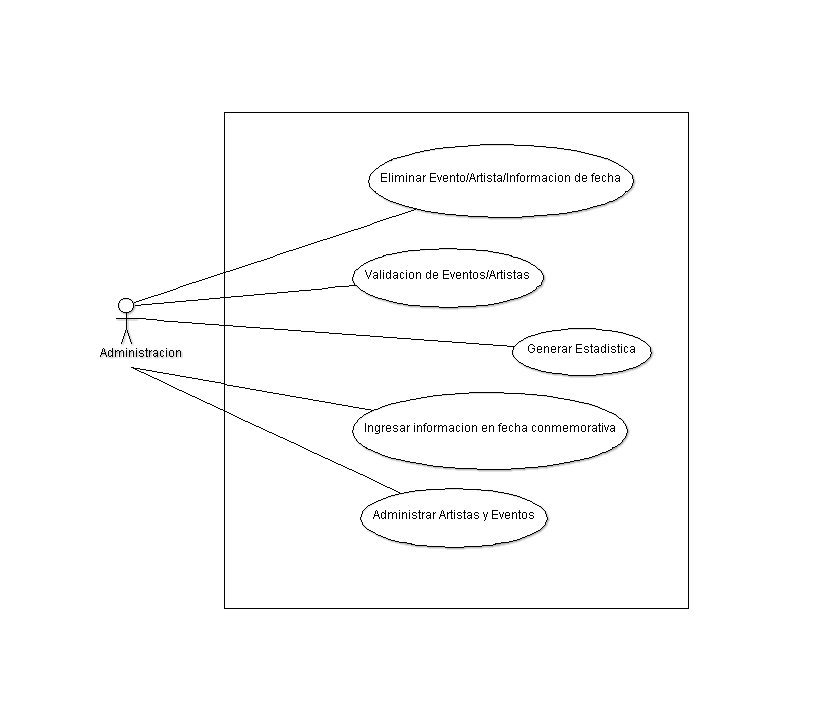 Eliminar Evento/Artista/Informacion de fecha
Validacion de Eventos/Artistas
Generar Estadistica
Administracion
Ingresar informacion en fecha conmemorativa
Administrar Artistas y Eventos